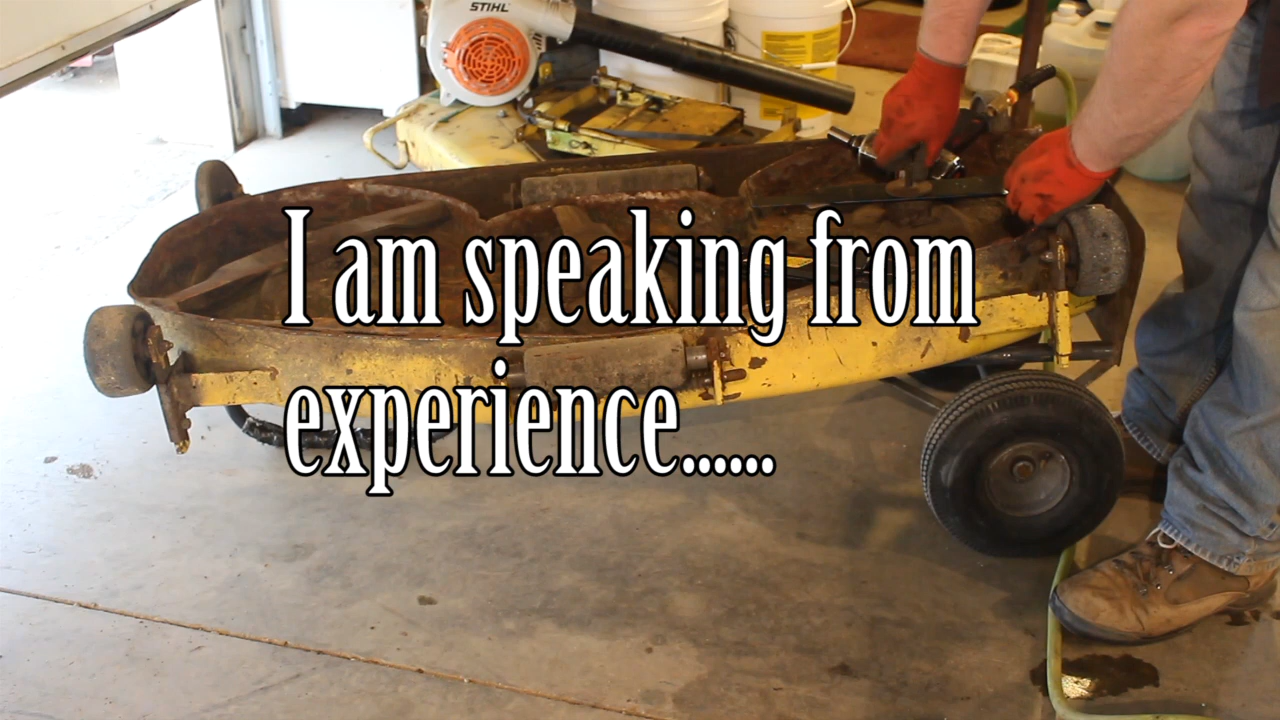 STIHL
I am speaking from
experience......